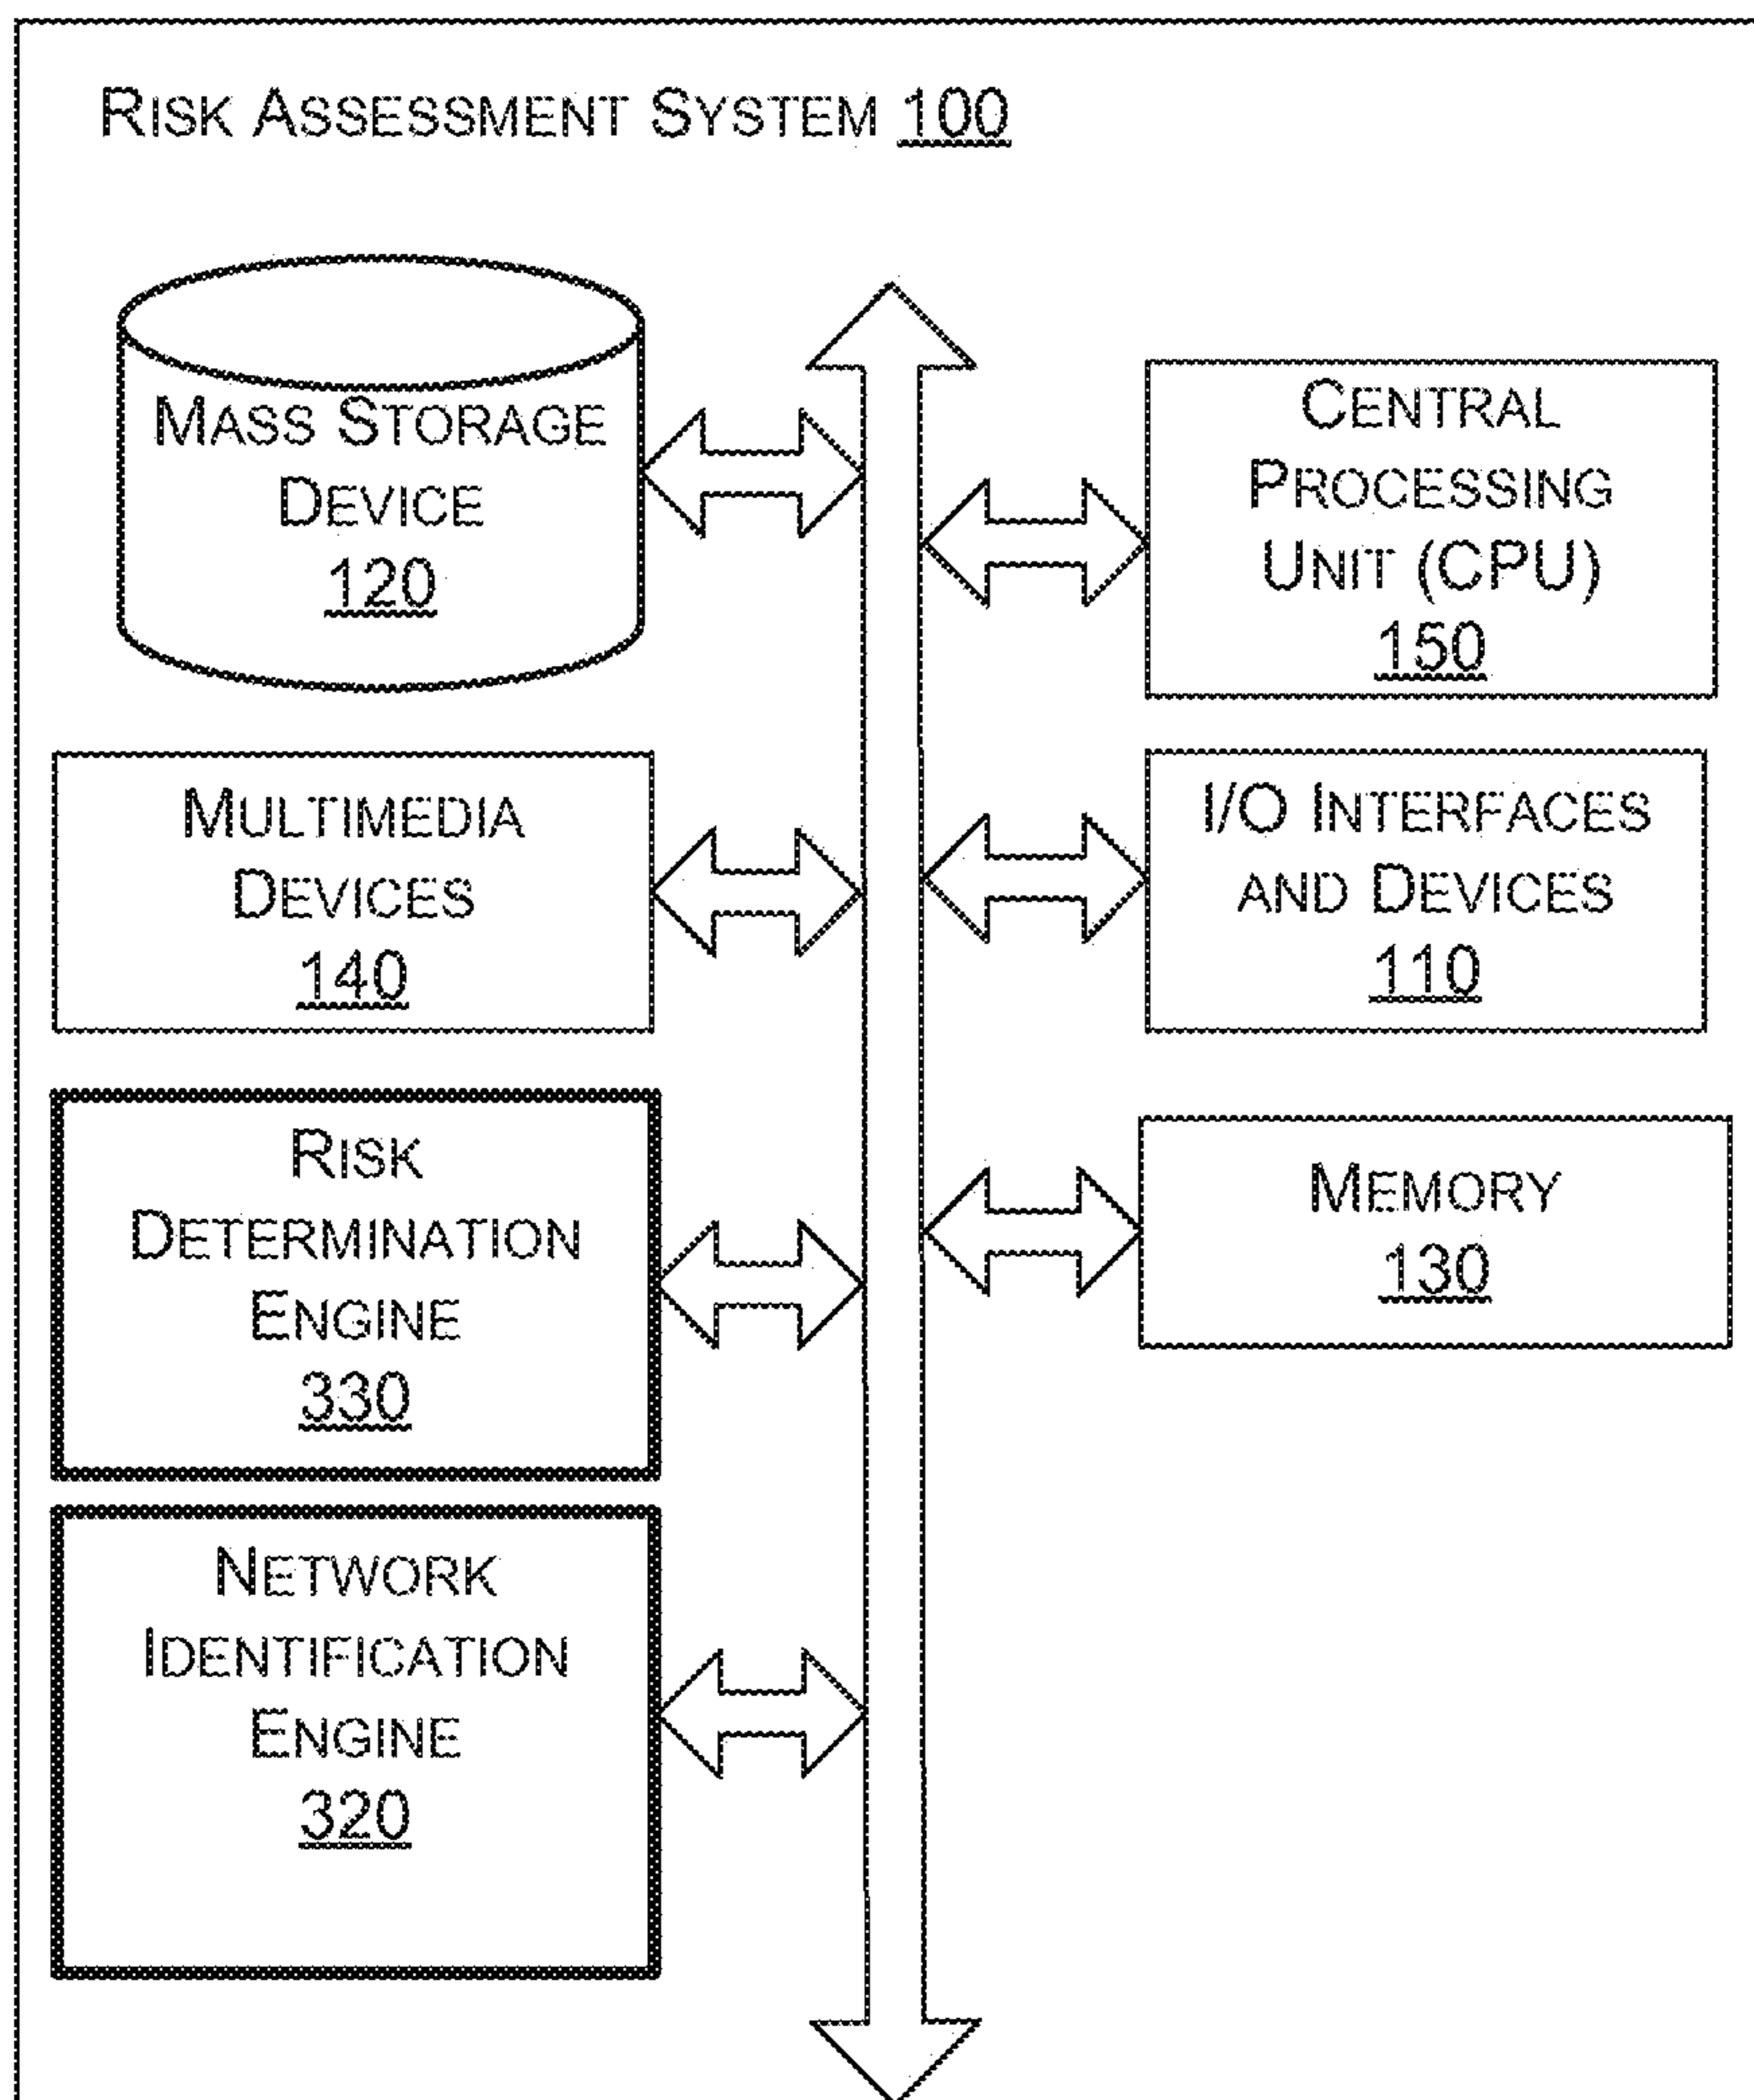 RISK ASSESSMENT SYSTEM 100
MASS STORAGE
DEVICE
120
CENTRAL
PROCESSING
UNIT (CPU)
150
MULTIMEDIA
DEVICES
140
I/O INTERFACES
AND DEVICES
110
RISK
DETERMINATION
ENGINE
330
MEMORY
130
NETWORK
IDENTIFICATION
ENGINE
320